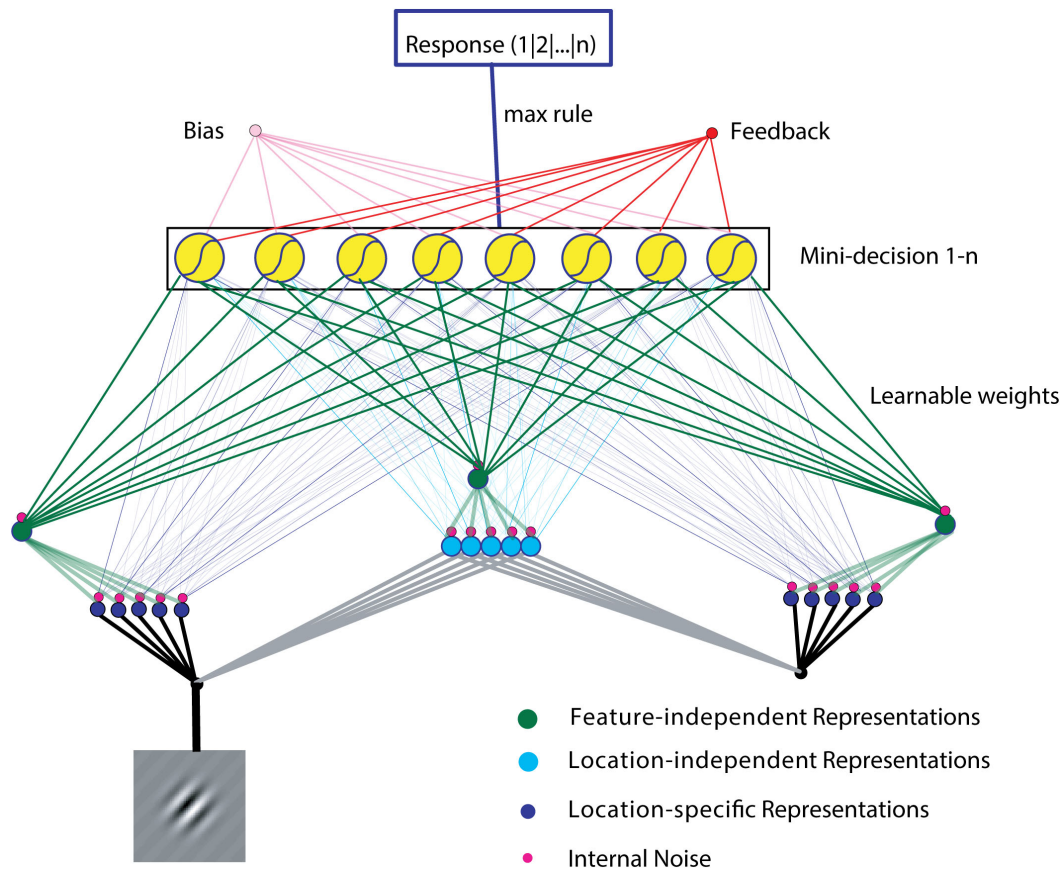 Response (1|2|...|n)
max rule
Bias
Feedback
Mini-decision 1-n
Learnable weights
Feature-independent Representations
Location-independent Representations
Location-specific Representations
Internal Noise